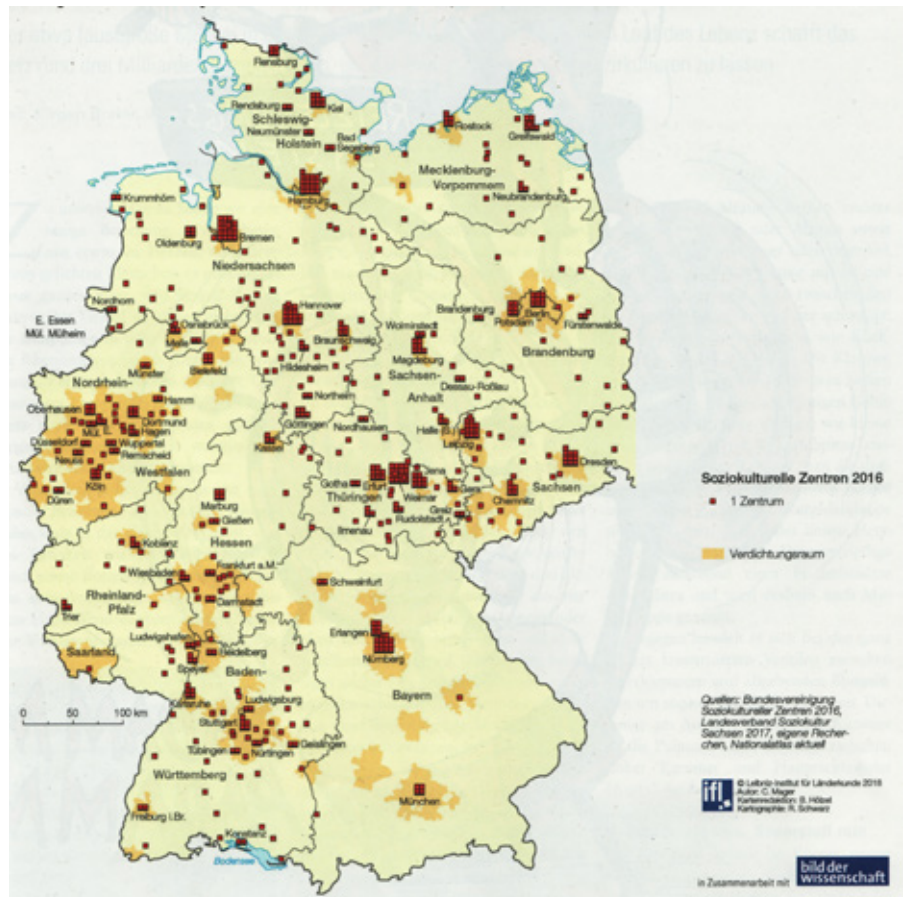 Flensburg
Rendsburg
Kiel
Schleswig-
Neumünster
Holstein
Bad
Segeberg
Rostock
Greifswald
Mecklenburg-
Vorpommern
Neubrandenburg
Hamburg
Krummhörn
Oldenburg
Bremen
Niedersachsen
Nordhorn
E. Essen
Mül. Mülheim
Osnabrück
Melle
Hannover
Braunschweig
Hildesheim
Wolmirstedt
Magdeburg
Brandenburg
Potsdam
Berlin
Fürstenwalde
Brandenburg
Münster
Bielefeld
Sachsen-
Anhalt
Dessau-Roßlau
Nordrhein-
Hamm
Northeim
Oberhausen
Mül.
E.
Dortmund
Hagen
Göttingen
Nordhausen
Halle (S.)
Leipzig
Düsseldorf
Wuppertal
Neuss
Remscheid
Westfalen
Kassel
Köln
Düren
Gotha
Erfurt
Jena
Thüringen
Weimar
Gera
Chemnitz
Sachsen
Dresden
Greiz
Rudolstadt
Ilmenau
Marburg
Gießen
Hessen
Koblenz
Wiesbaden
Frankfurt a.M.
Schweinfurt
Rheinland-
Pfalz
Darmstadt
Trier
Saarland
Ludwigshafen
Heidelberg
Speyer
Erlangen
Nürnberg
Baden-
Karlsruhe
Ludwigsburg
Stuttgart
Bayern
Tübingen
Nürtingen
Geislingen
Württemberg
München
Freiburg i.Br.
Konstanz
Bodensee
0 50 100 km
Soziokulturelle Zentren 2016
1 Zentrum
Verdichtungsraum
Quellen: Bundesvereinigung
Soziokultureller Zentren 2016,
Landesverband Soziokultur
Sachsen 2017, eigene Recher-
chen, Nationalatlas aktuell
ifl
© Leibniz-Institut für Länderkunde 2018
Autor: C. Mager
Kartenredaktion: B. Hölzel
Kartographie: R. Schwarz
in Zusammenarbeit mit
bild der
wissenschaft